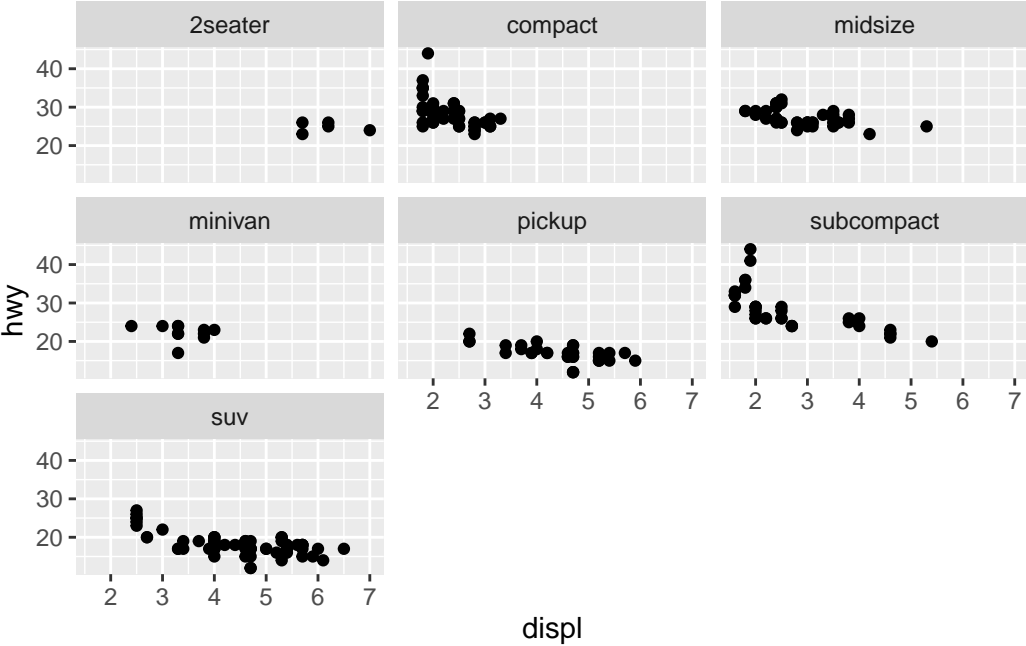 2seater compact midsize
40
30
20
minivan pickup subcompact
40
30
20
2 3 4 5 6 7 2 3 4 5 6 7
suv
40
30
20
2 3 4 5 6 7
hwy
displ